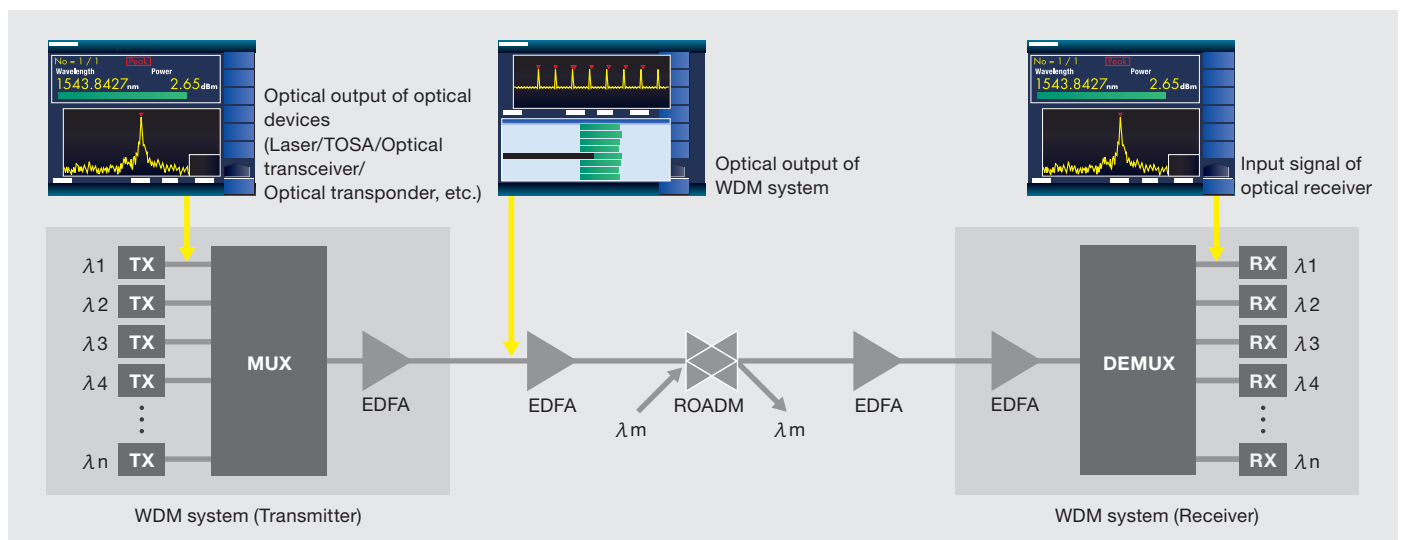 No = 1 / 1 Peak
Wavelength Power
1543.8427nm 2.65dBm
Optical output of optical
devices
(Laser/TOSA/Optical
transceiver/
Optical transponder, etc.)
Optical output of
WDM system
No = 1 / 1 Peak
Wavelength Power
1543.8427nm 2.65dBm
Input signal of
optical receiver
λ1 TX
λ2 TX
λ3 TX
λ4 TX
λn TX
MUX
EDFA
EDFA
ROADM
λm
λm
EDFA
EDFA
DEMUX
RX λ1
RX λ2
RX λ3
RX λ4
RX λn
WDM system (Transmitter)
WDM system (Receiver)